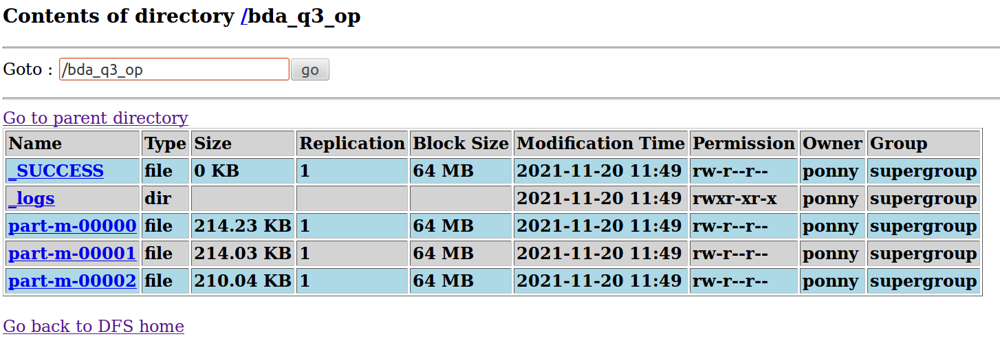 Contents of directory /bda_q3_op
Goto : /bda_q3_op go
Go to parent directory
Name Type Size Replication Block Size Modification Time Permission Owner Group
_SUCCESS file 0 KB 1 64 MB 2021-11-20 11:49 rw-r--r-- ponny supergroup
_logs dir 2021-11-20 11:49 rwxr-xr-x ponny supergroup
part-m-00000 file 214.23 KB 1 64 MB 2021-11-20 11:49 rw-r--r-- ponny supergroup
part-m-00001 file 214.03 KB 1 64 MB 2021-11-20 11:49 rw-r--r-- ponny supergroup
part-m-00002 file 210.04 KB 1 64 MB 2021-11-20 11:49 rw-r--r-- ponny supergroup
Go back to DFS home